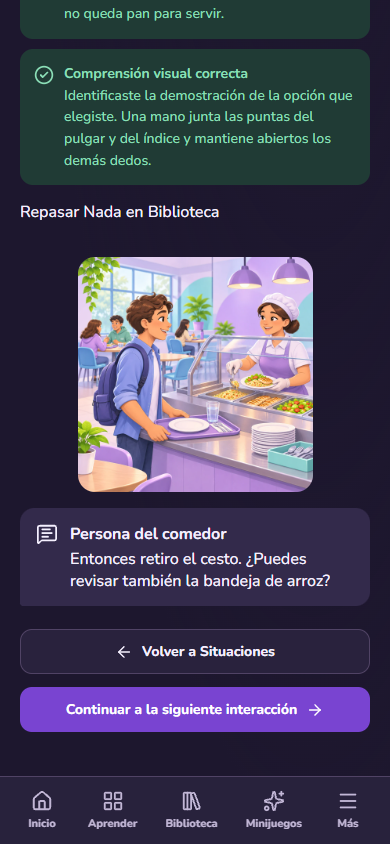 no queda pan para servir.
Comprensión visual correcta
Identificaste la demostración de la opción que
elegiste. Una mano junta las puntas del
pulgar y del índice y mantiene abiertos los
demás dedos.
Repasar Nada en Biblioteca
Persona del comedor
Entonces retiro el cesto. ¿Puedes
revisar también la bandeja de arroz?
Volver a Situaciones
Continuar a la siguiente interacción
Inicio
Aprender
Biblioteca
Minijuegos
Más